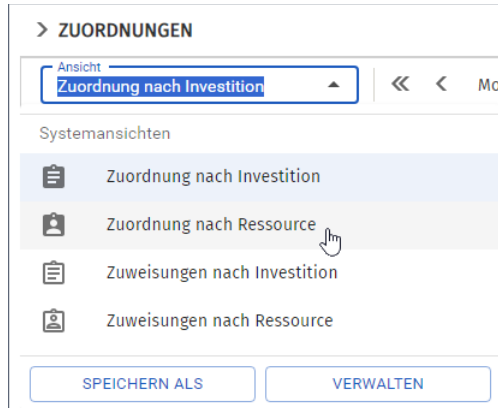 ZUORDNUNGEN
Ansicht
Zuordnung nach Investition
Mo
Systemansichten
Zuordnung nach Investition
Zuordnung nach Ressource
Zuweisungen nach Investition
Zuweisungen nach Ressource
SPEICHERN ALS VERWALTEN